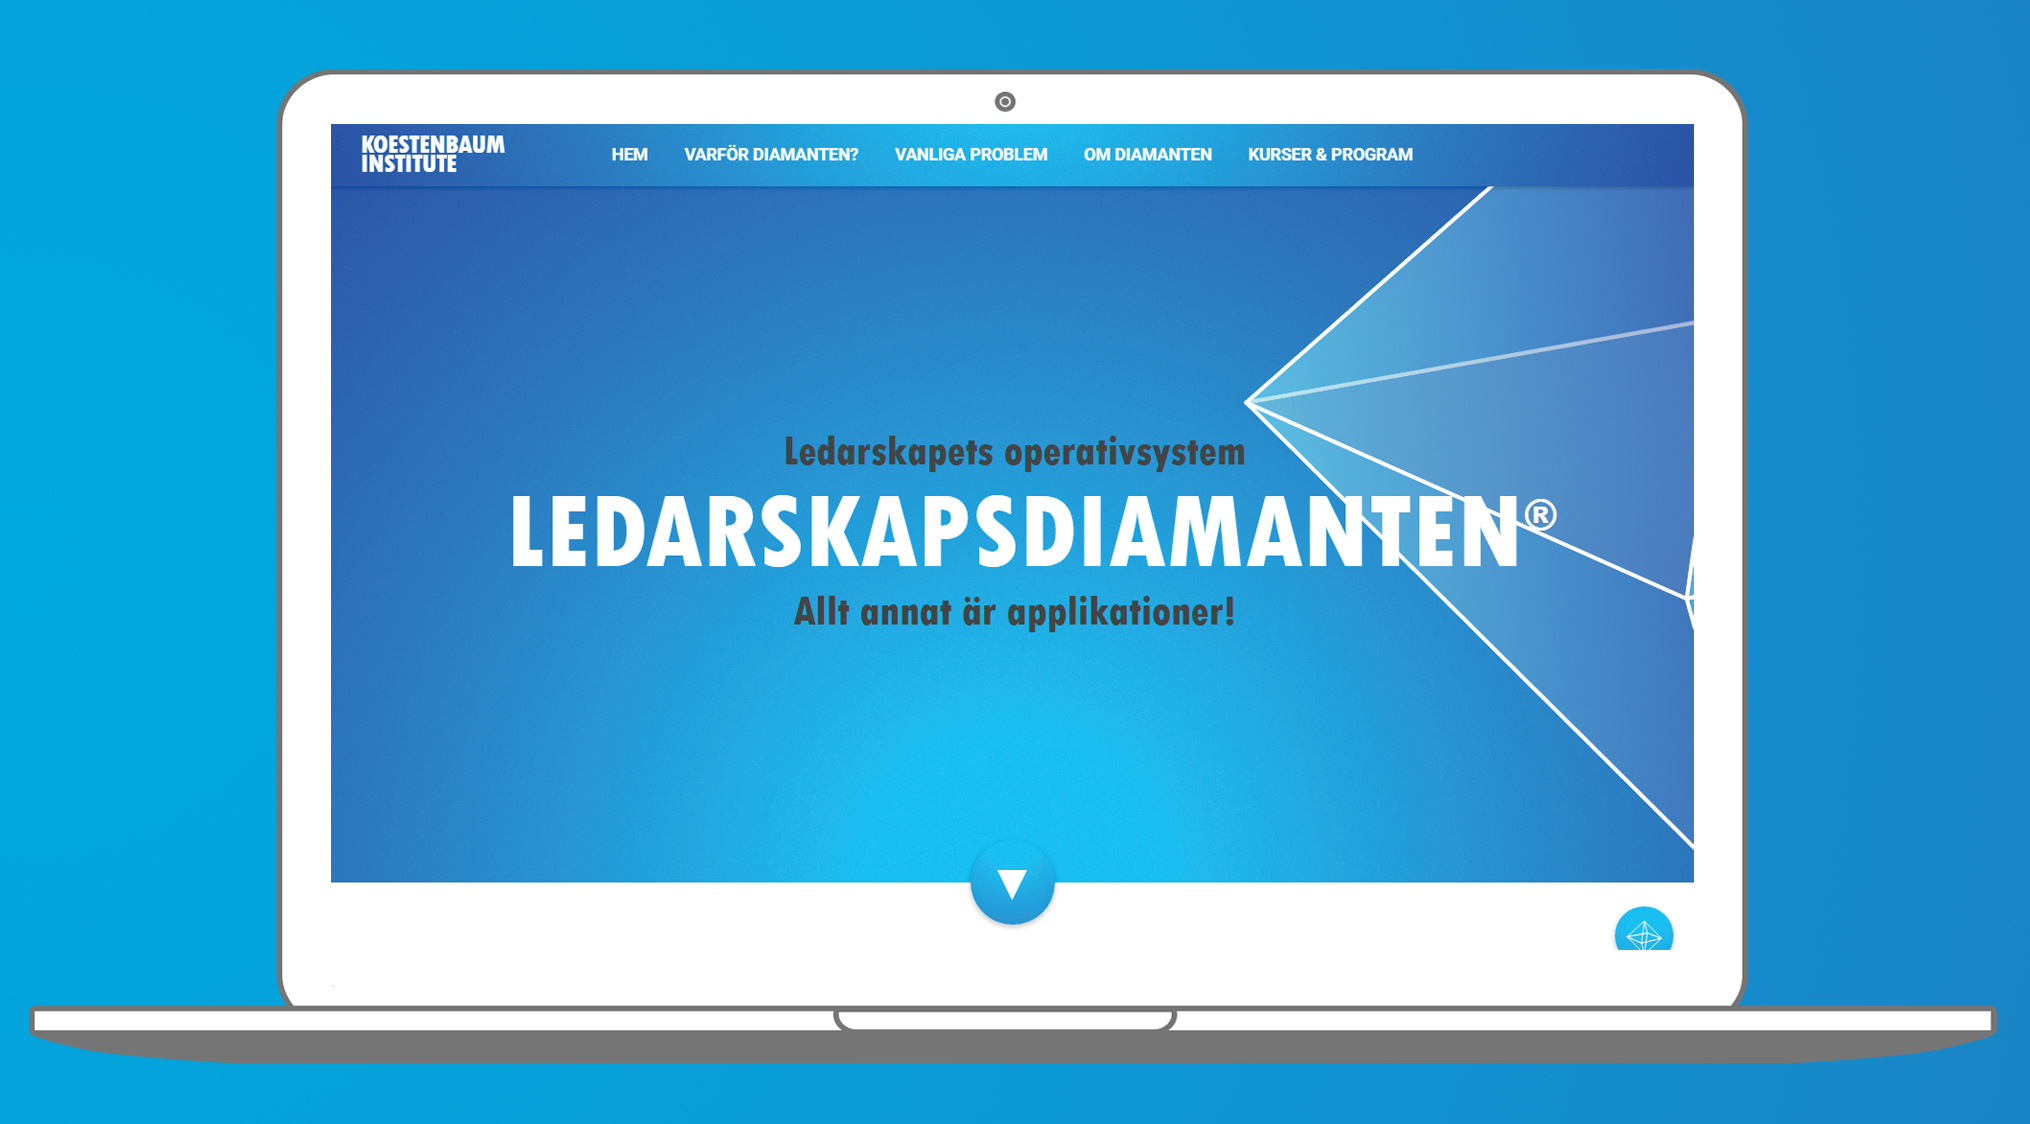 KOESTENBAUM
INSTITUTE
HEM VARFÖR DIAMANTEN? VANLIGA PROBLEM OM DIAMANTEN KURSER & PROGRAM
Ledarskapets operativsystem
LEDARSKAPSDIAMANTEN®
Allt annat är applikationer!